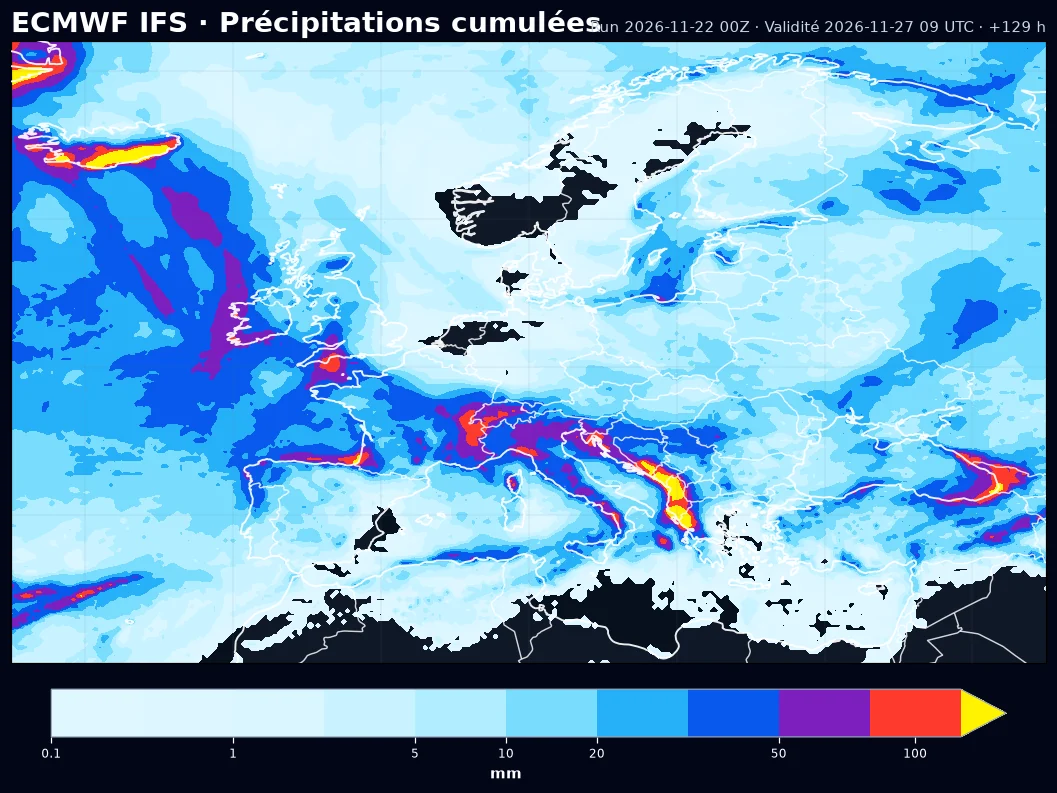 ECMWF IFS · Précipitations cumulées
Run 2026-11-22 00Z · Validité 2026-11-27 09 UTC · +129 h
0.1 1 5 10 20 50 100
mm